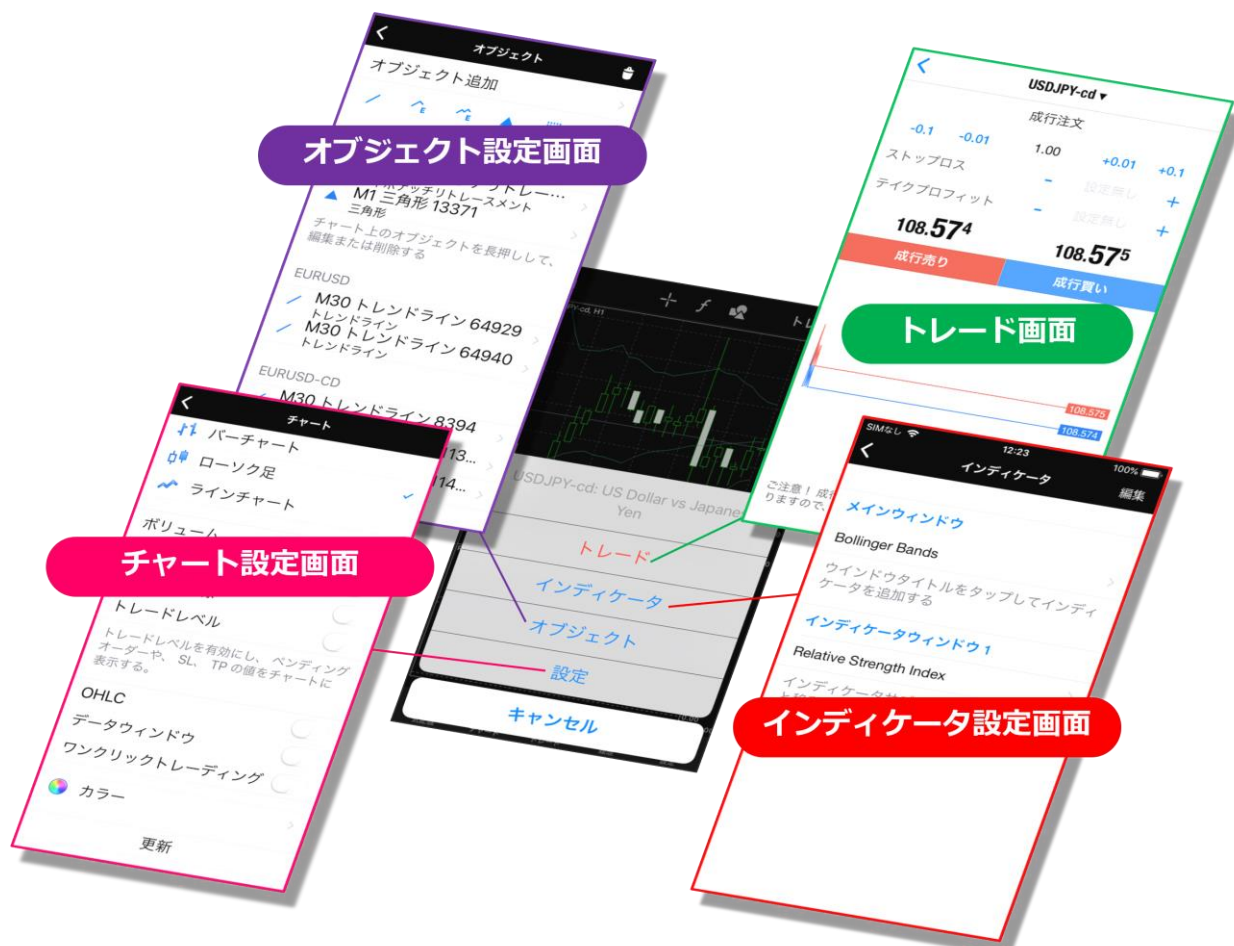 オブジェクト
オブジェクト追加
E
E
オブジェクト設定画面
M1 三角形 13371
三角形
チャート上のオブジェクトを長押しして、
編集または削除する
EURUSD
M30 トレンドライン 64929
トレンドライン
M30 トレンドライン 64940
トレンドライン
EURUSD-CD
M30 トレンドライン 8394
USDJPY-cd ▾
成行注文
-0.1 -0.01 1.00 +0.01 +0.1
ストップロス - 設定無し +
テイクプロフィット - 設定無し +
108.574 108.575
成行売り 成行買い
トレード画面
108.575
108.574
ご注意！ 成行
りますので、
USDJPY-cd: US Dollar vs Japanese
Yen
トレード
インディケータ
オブジェクト
設定
キャンセル
チャート
バーチャート
ローソク足
ラインチャート
ボリューム
チャート設定画面
トレードレベル
トレードレベルを有効にし、 ペンディング
オーダーや、 SL、 TP の値をチャートに
表示する。
OHLC
データウィンドウ
ワンクリックトレーディング
カラー
更新
SIMなし 12:23 100%
インディケータ 編集
メインウィンドウ
Bollinger Bands
ウインドウタイトルをタップしてインディ
ケータを追加する
インディケータウィンドウ 1
Relative Strength Index
インディケータ設定画面